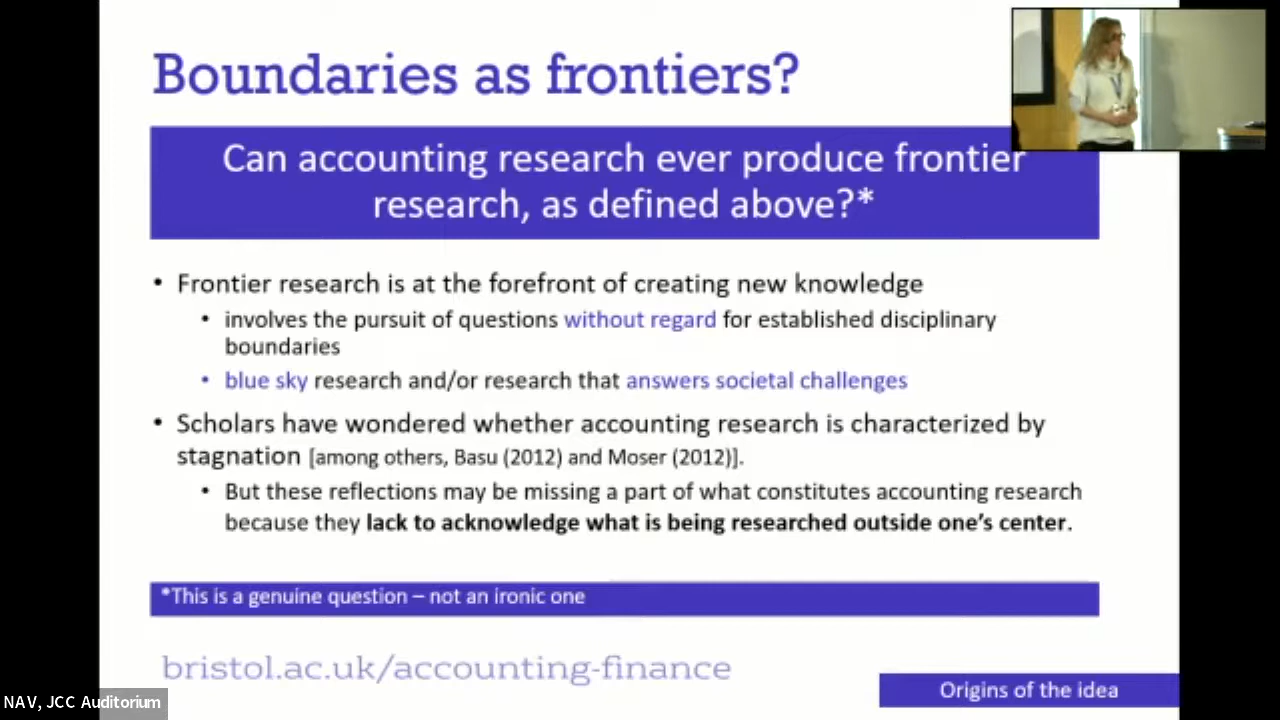 Boundaries as frontiers?
Can accounting research ever produce frontier
research, as defined above?*
• Frontier research is at the forefront of creating new knowledge
• involves the pursuit of questions without regard for established disciplinary
boundaries
• blue sky research and/or research that answers societal challenges
• Scholars have wondered whether accounting research is characterized by
stagnation [among others, Basu (2012) and Moser (2012)].
• But these reflections may be missing a part of what constitutes accounting research
because they lack to acknowledge what is being researched outside one's center.
*This is a genuine question – not an ironic one
bristol.ac.uk/accounting-finance
Origins of the idea
NAV, JCC Auditorium